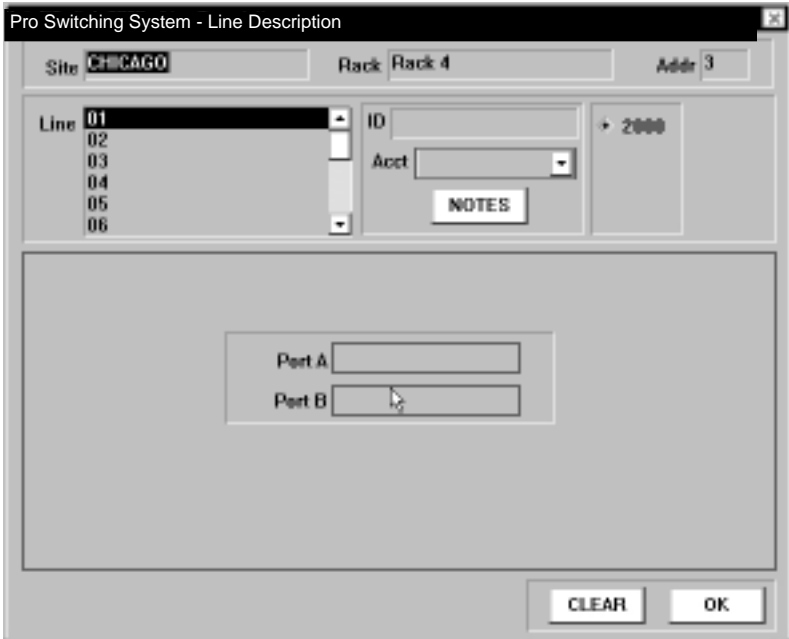 Pro Switching System - Line Description
Site CHICAGO Rack Rack 4 Addr 3
Line 01 ID 2000
02
03 Acct
04
05 NOTES
06
Port A
Port B
CLEAR OK